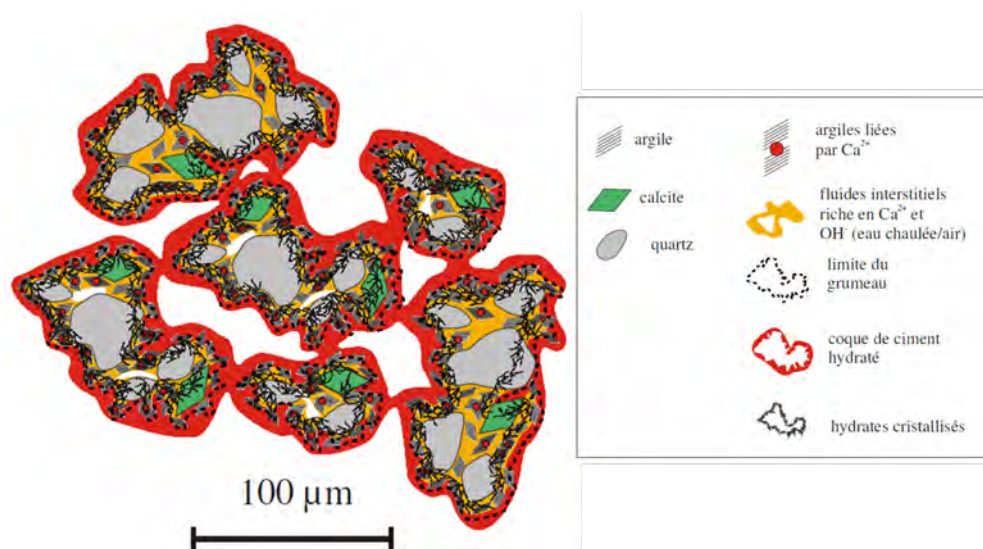 argile
calcite
quartz
argiles liées
par Ca²⁺
fluides interstitiels
riche en Ca²⁺ et
OH⁻ (eau chaulée/air)
limite du
grumeau
coque de ciment
hydraté
hydrates cristallisés
100 µm